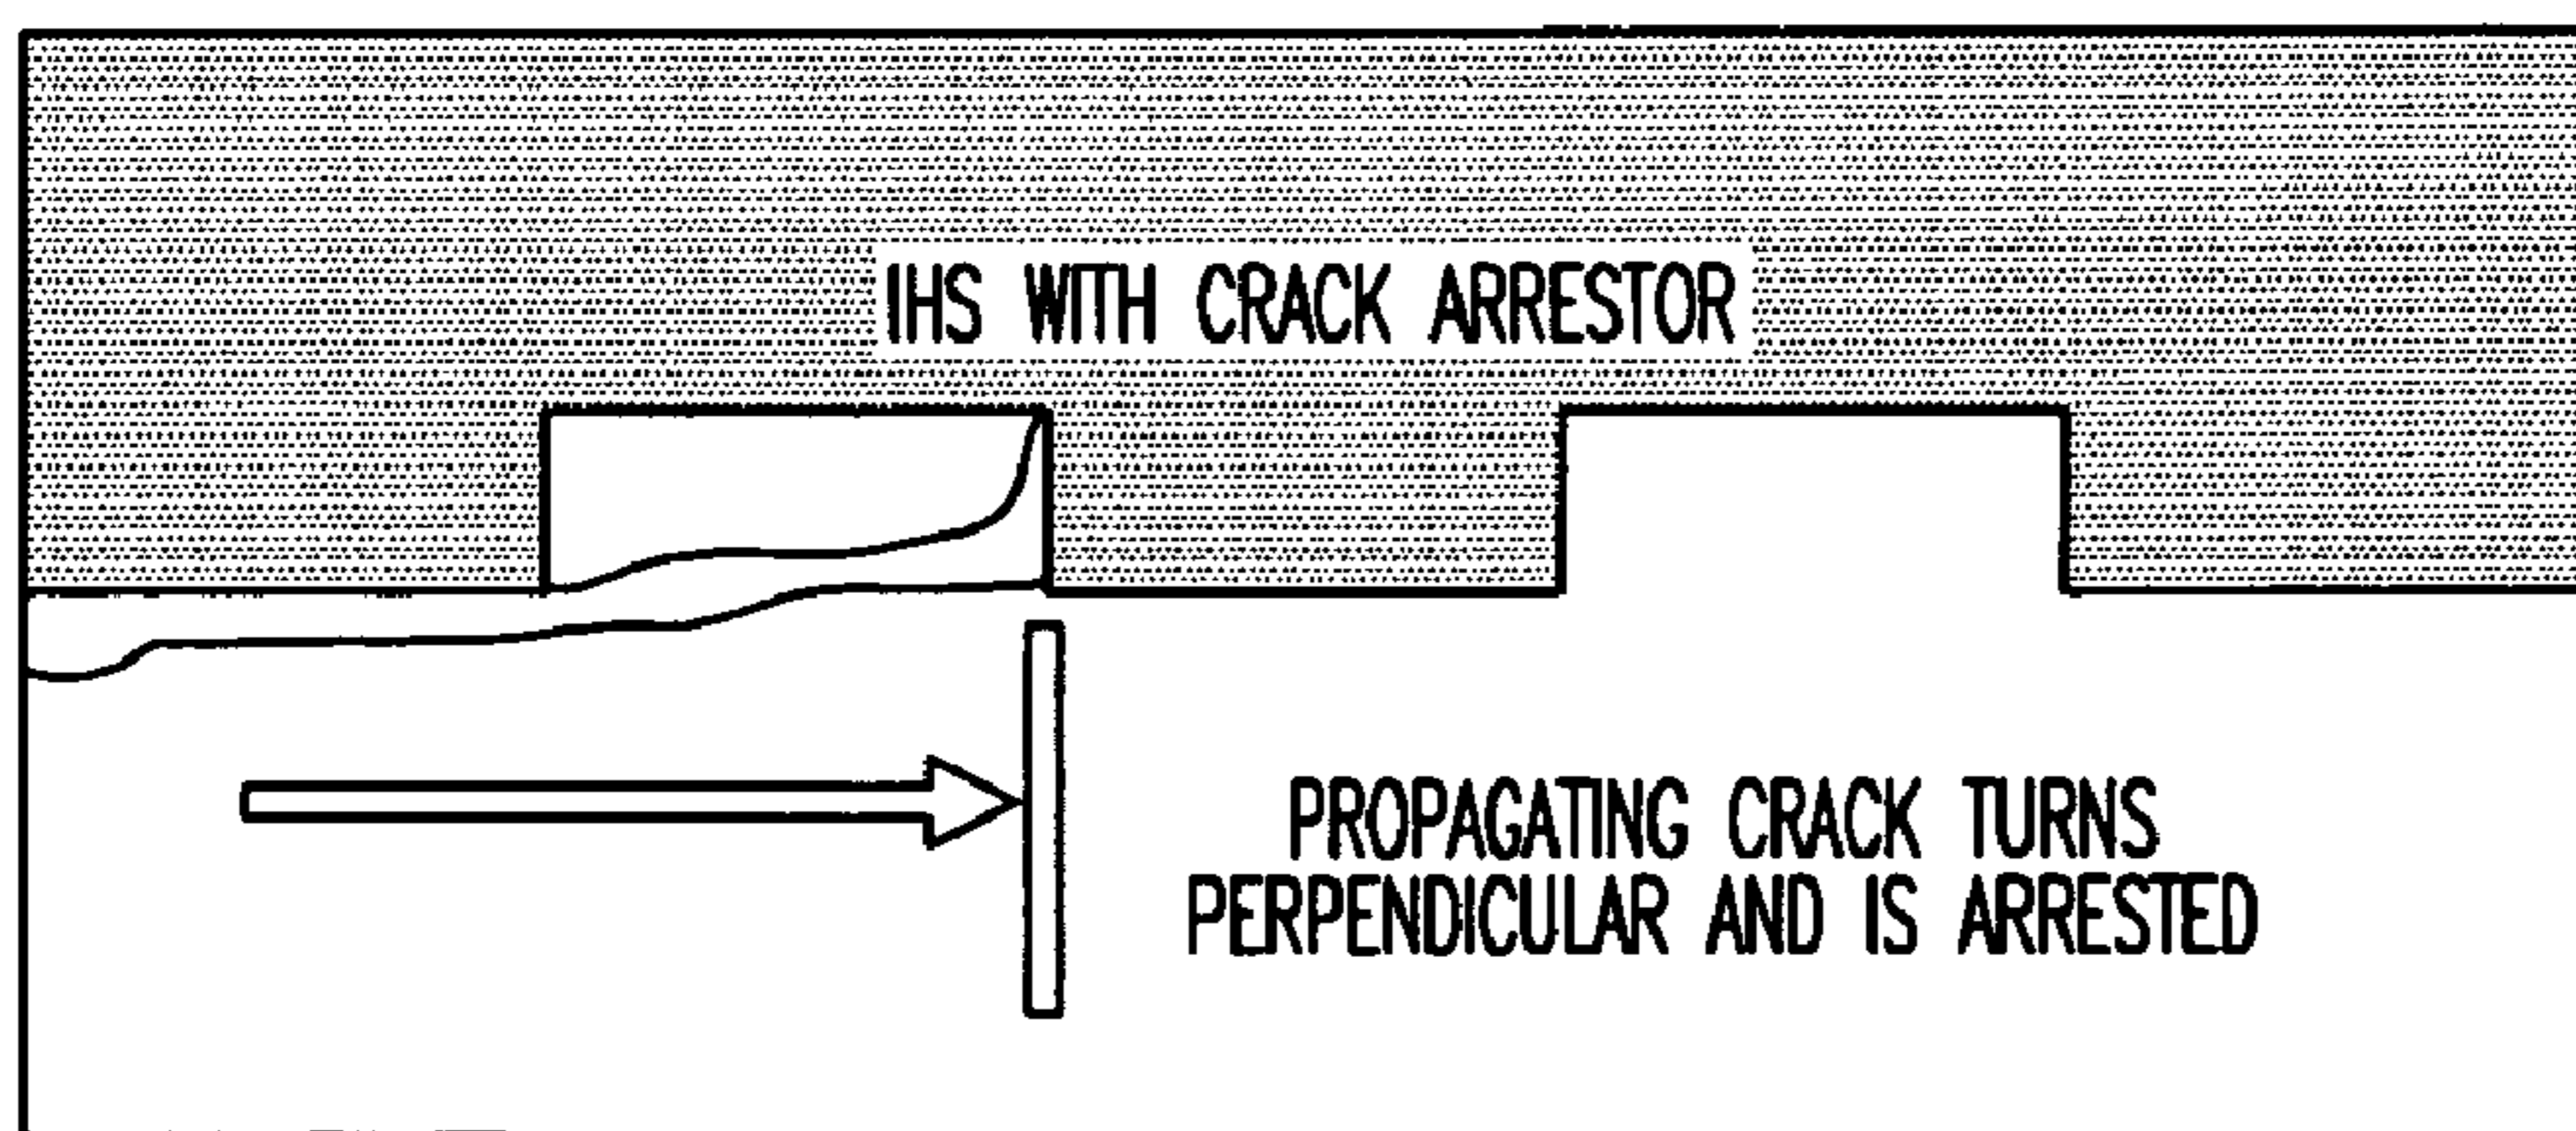 IHS WITH CRACK ARRESTOR
PROPAGATING CRACK TURNS
PERPENDICULAR AND IS ARRESTED